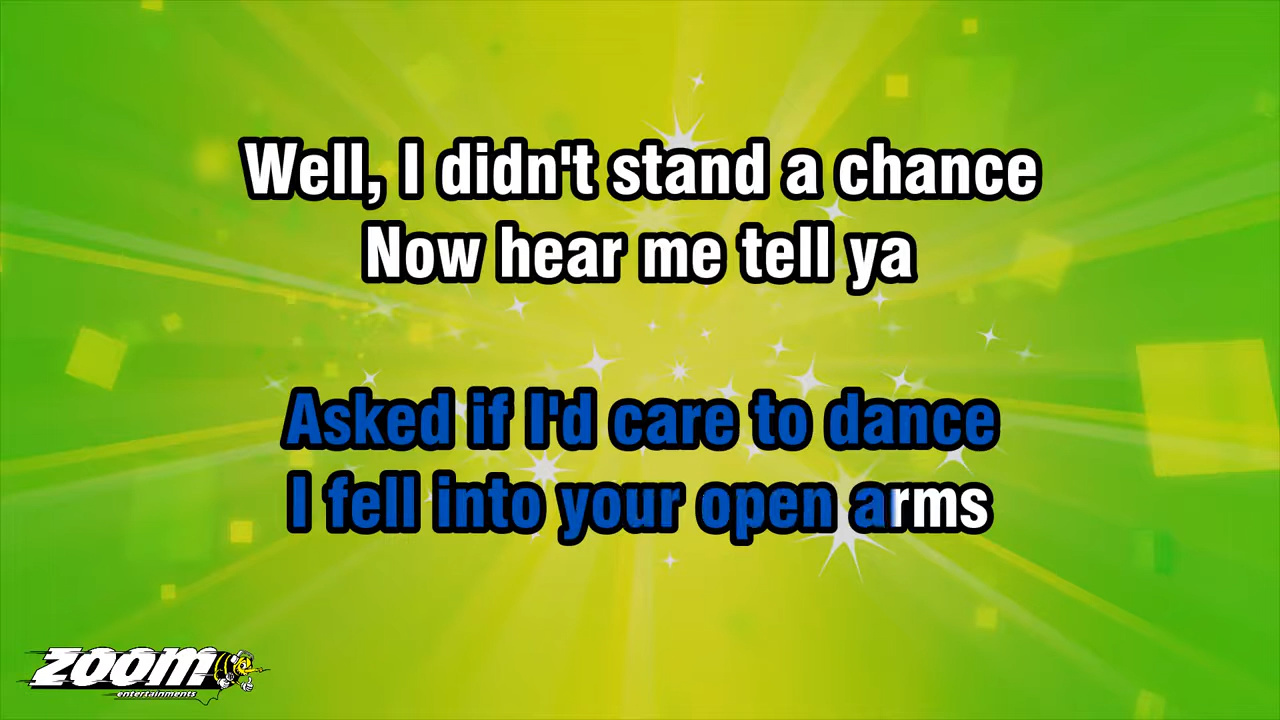 Well, I didn't stand a chance
Now hear me tell ya
Asked if I'd care to dance
I fell into your open arms
ZOOM
entertainments